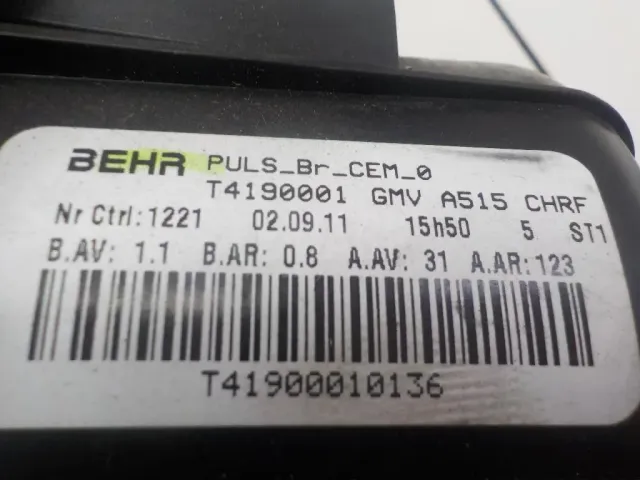 BEHR PULS_Br_CEM_0
T4190001 GMV A515 CHRF
Nr Ctrl:1221 02.09.11 15h50 5 ST1
B.AV: 1.1 B.AR: 0.8 A.AV: 31 A.AR:123
T41900010136